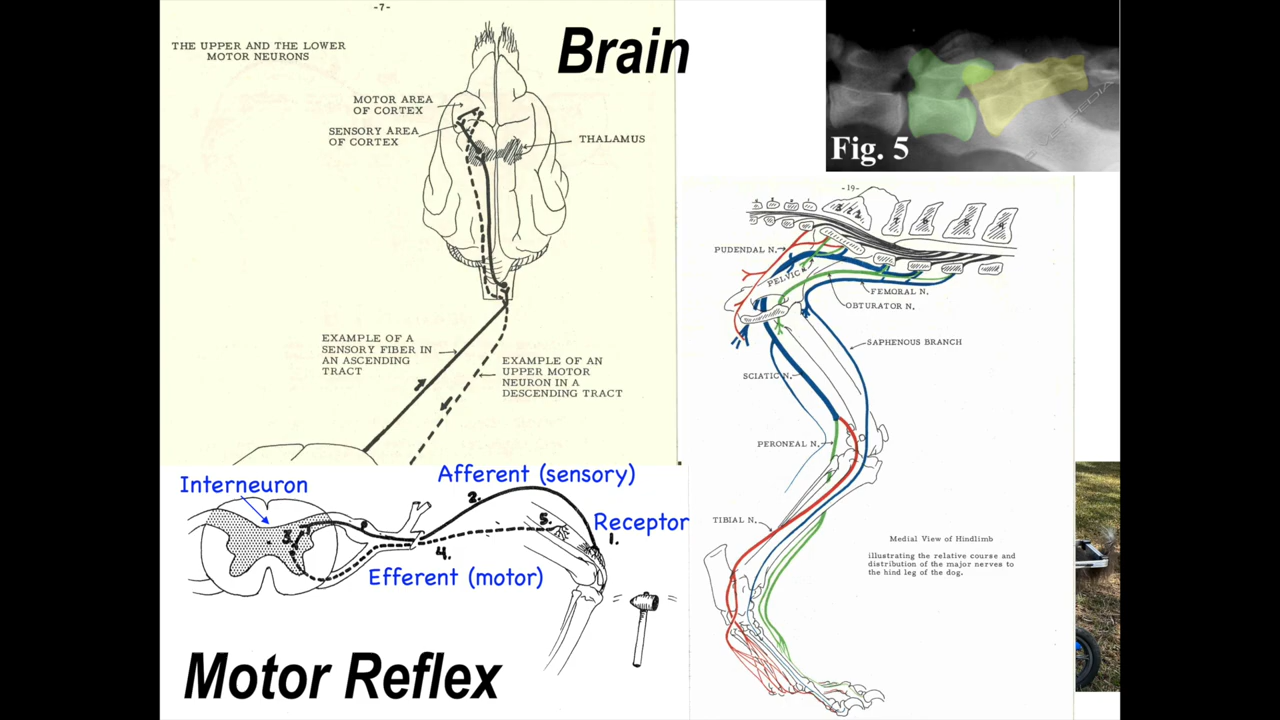 -7-
THE UPPER AND THE LOWER
MOTOR NEURONS
Brain
MOTOR AREA
OF CORTEX
SENSORY AREA
OF CORTEX
THALAMUS
EXAMPLE OF A
SENSORY FIBER IN
AN ASCENDING
TRACT
EXAMPLE OF AN
UPPER MOTOR
NEURON IN A
DESCENDING TRACT
Interneuron
Afferent (sensory)
2.
5.
Receptor
1.
3.
4.
Efferent (motor)
Motor Reflex
Fig. 5
-19-
PUDENDAL N.
PELVIC
FEMORAL N.
OBTURATOR N.
SAPHENOUS BRANCH
SCIATIC N.
PERONEAL N.
TIBIAL N.
Medial View of Hindlimb
illustrating the relative course and
distribution of the major nerves to
the hind leg of the dog.